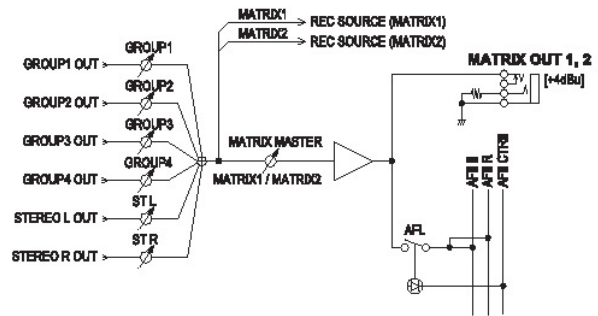 MATRIX1
REC SOURCE (MATRIX1)
MATRIX2
REC SOURCE (MATRIX2)
GROUP1
GROUP1 OUT
GROUP2
GROUP2 OUT
GROUP3
GROUP3 OUT
GROUP4
GROUP4 OUT
ST L
STEREO L OUT
ST R
STEREO R OUT
MATRIX MASTER
MATRIX1 / MATRIX2
MATRIX OUT 1, 2
[+4dBu]
AFL L
AFL R
AFL CTRL
AFL